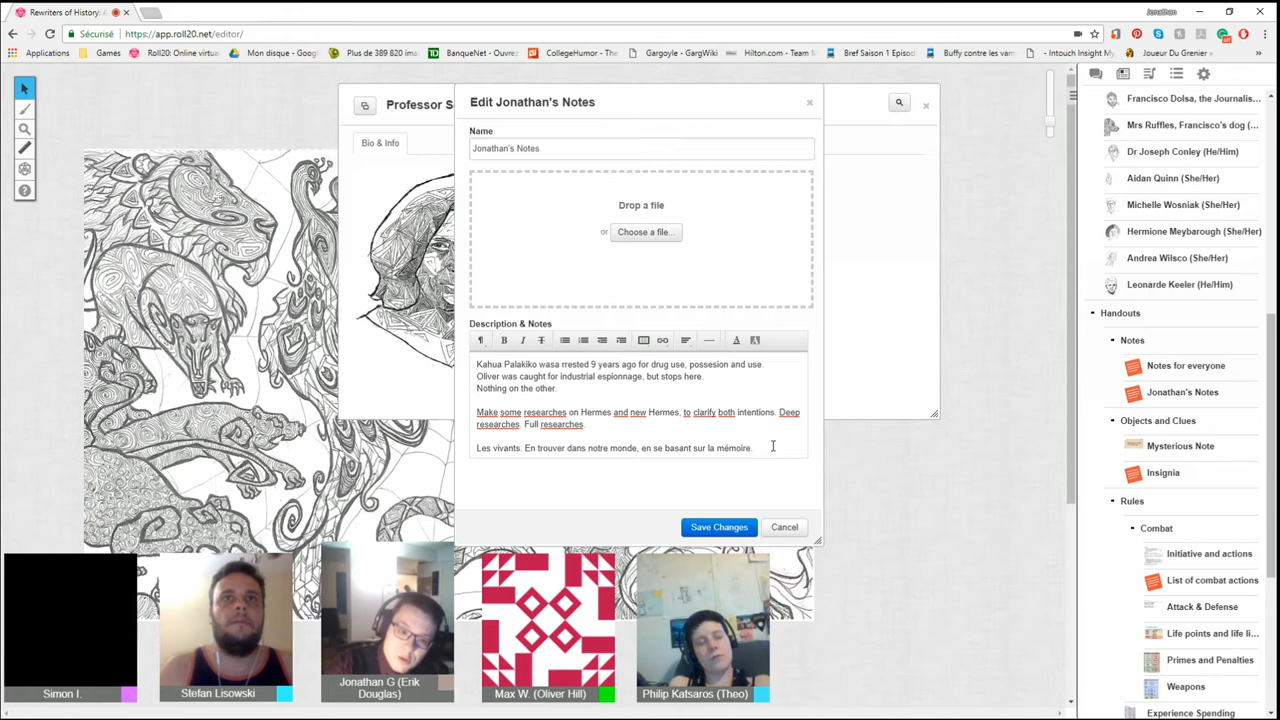 Rewriters of History: A
Jonathan
Sécurisé
https://app.roll20.net/editor/
Applications
Games
Roll20: Online virtua
Mon disque - Goog
Plus de 389 820 ima
BanqueNet - Ouvre
CollegeHumor - The
Gargoyle - GargWiki
Hilton.com - Team M
Bref Saison 1 Episod
Buffy contre les vam
- Intouch Insight My
Joueur Du Grenier
Professor S
Bio & Info
Edit Jonathan's Notes
Name
Jonathan's Notes
Drop a file
or
Choose a file...
Description & Notes
Kahua Palakiko wasa rrested 9 years ago for drug use, possesion and use.
Oliver was caught for industrial espionnage, but stops here.
Nothing on the other.
Make some researches on Hermes and new Hermes, to clarify both intentions. Deep
researches. Full researches.
Les vivants. En trouver dans notre monde, en se basant sur la mémoire.
Save Changes
Cancel
Francisco Dolsa, the Journalis...
Mrs Ruffles, Francisco's dog (...
Dr Joseph Conley (He/Him)
Aidan Quinn (She/Her)
Michelle Wosniak (She/Her)
Hermione Meybarough (She/Her)
Andrea Wilsco (She/Her)
Leonarde Keeler (He/Him)
Handouts
Notes
Notes for everyone
Jonathan's Notes
Objects and Clues
Mysterious Note
Insignia
Rules
Combat
Initiative and actions
List of combat actions
Attack & Defense
Life points and life li...
Primes and Penalties
Weapons
Experience Spending
Simon I.
Stefan Lisowski
Jonathan G (Erik
Douglas)
Max W. (Oliver Hill)
Philip Katsaros (Theo)